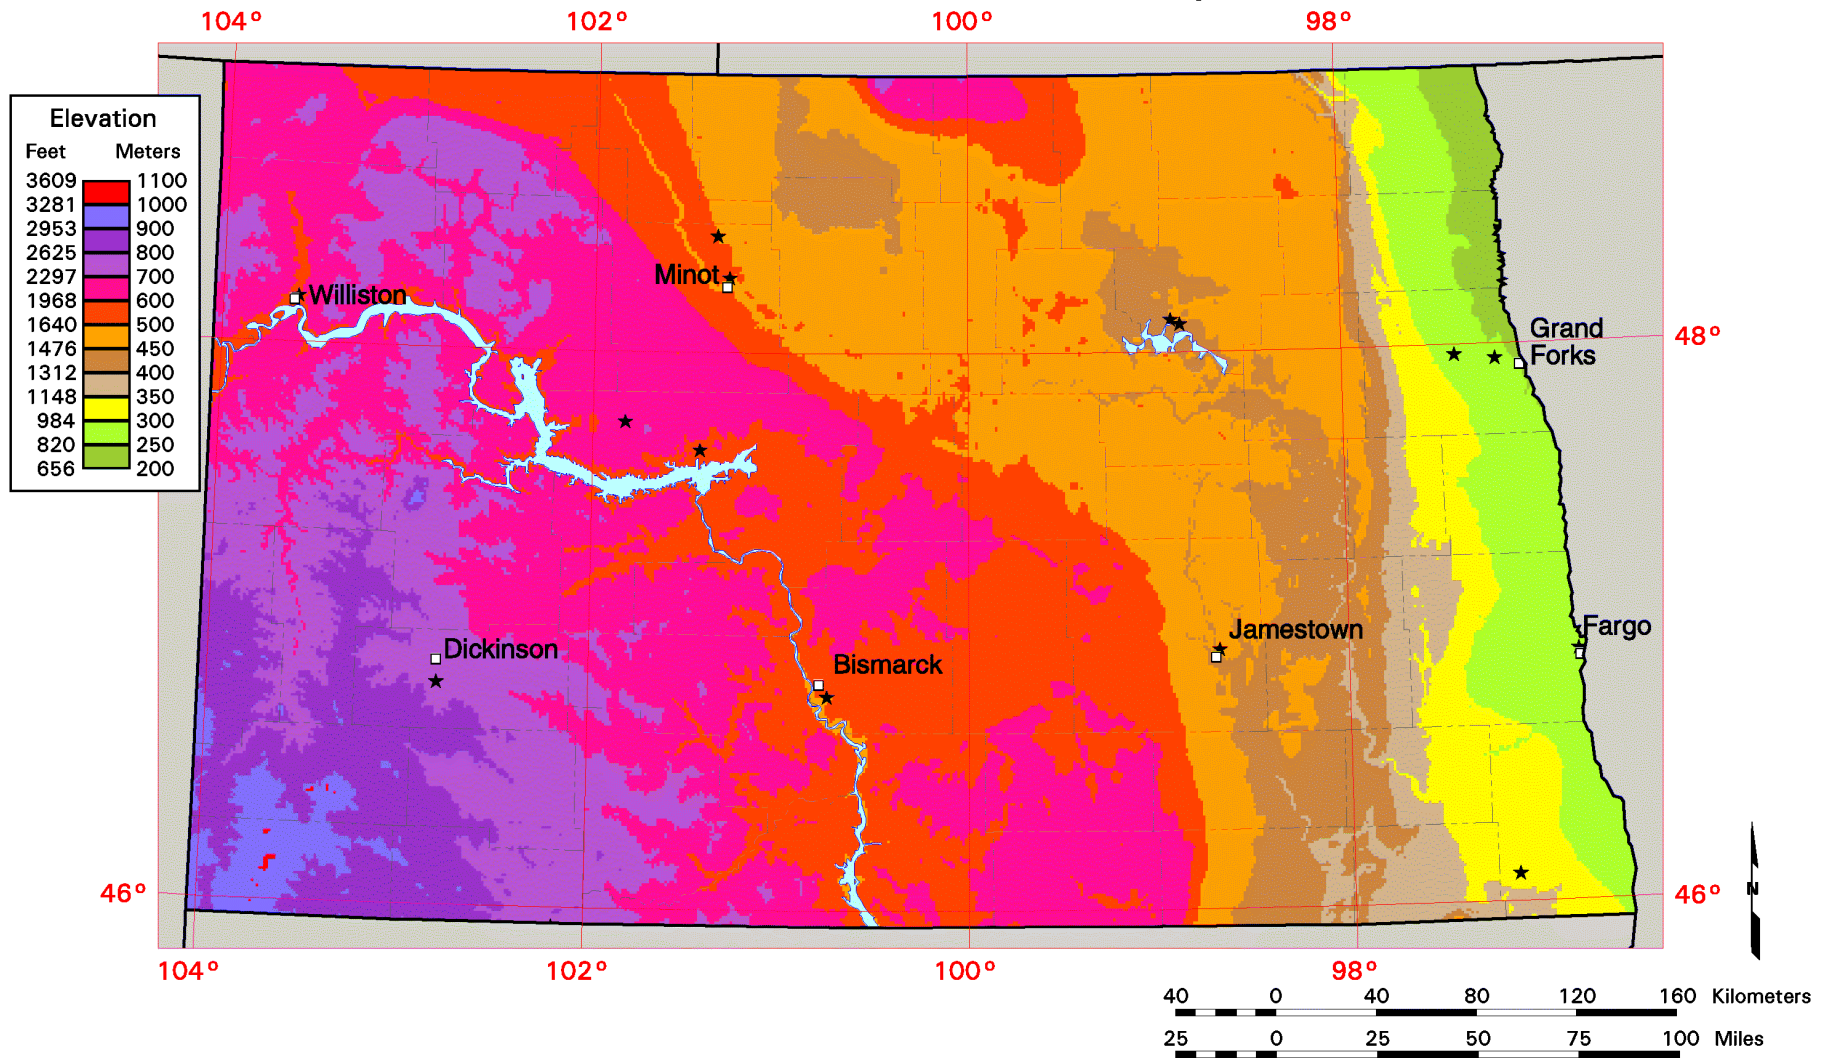 104° 102° 100° 98°
Elevation
Feet Meters
3609 1100
3281 1000
2953 900
2625 800
2297 700
1968 600
1640 500
1476 450
1312 400
1148 350
984 300
820 250
656 200
Minot
Williston
Grand
Forks
48°
Jamestown
Fargo
Dickinson
Bismarck
46° 46°
N
104° 102° 100° 98°
40 0 40 80 120 160 Kilometers
25 0 25 50 75 100 Miles